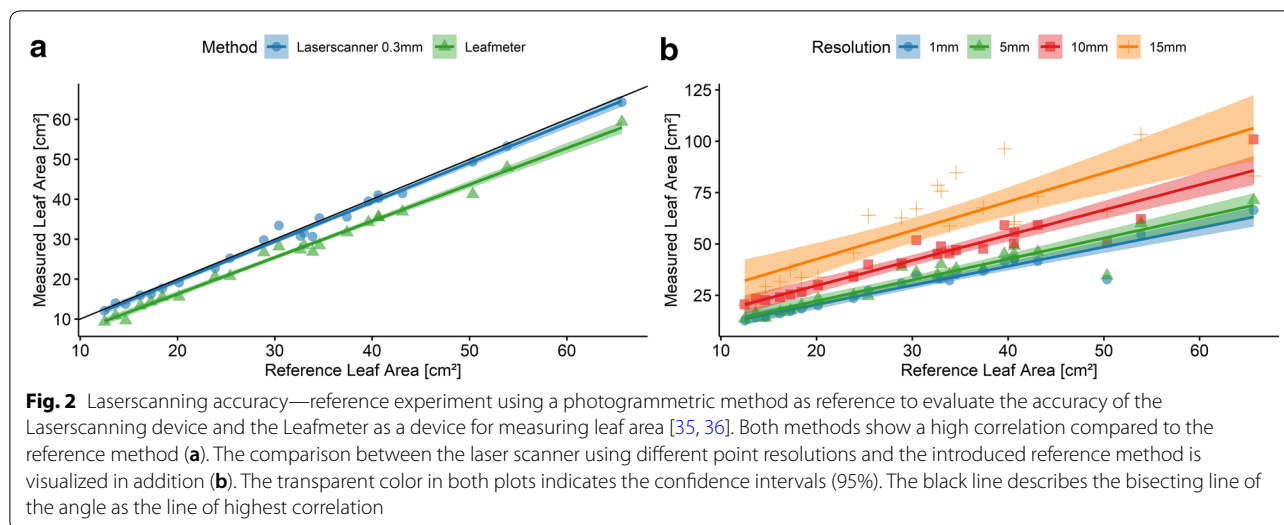 a
Method Laserscanner 0.3mm Leafmeter
Measured Leaf Area [cm²]
60
50
40
30
20
10
10 20 30 40 50 60
Reference Leaf Area [cm²]
b
Resolution 1mm 5mm 10mm 15mm
Measured Leaf Area [cm²]
125
100
75
50
25
10 20 30 40 50 60
Reference Leaf Area [cm²]
Fig. 2 Laserscanning accuracy—reference experiment using a photogrammetric method as reference to evaluate the accuracy of the
Laserscanning device and the Leafmeter as a device for measuring leaf area [35, 36]. Both methods show a high correlation compared to the
reference method (a). The comparison between the laser scanner using different point resolutions and the introduced reference method is
visualized in addition (b). The transparent color in both plots indicates the confidence intervals (95%). The black line describes the bisecting line of
the angle as the line of highest correlation